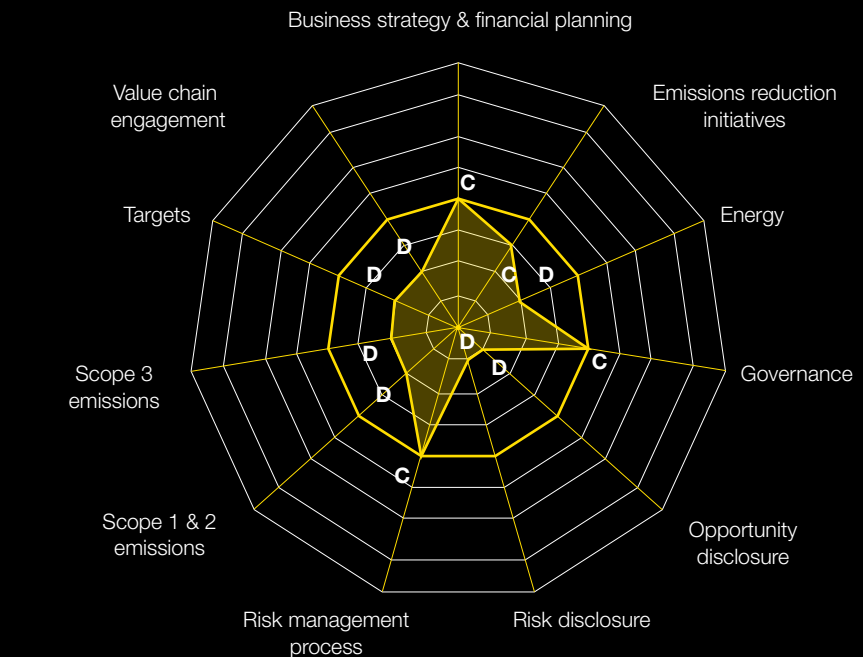 Business strategy & financial planning
Value chain
engagement
Emissions reduction
initiatives
Targets
Energy
C
D
D
C
D
D
D
D
C
D
C
Scope 3
emissions
Governance
Scope 1 & 2
emissions
Opportunity
disclosure
Risk management
process
Risk disclosure